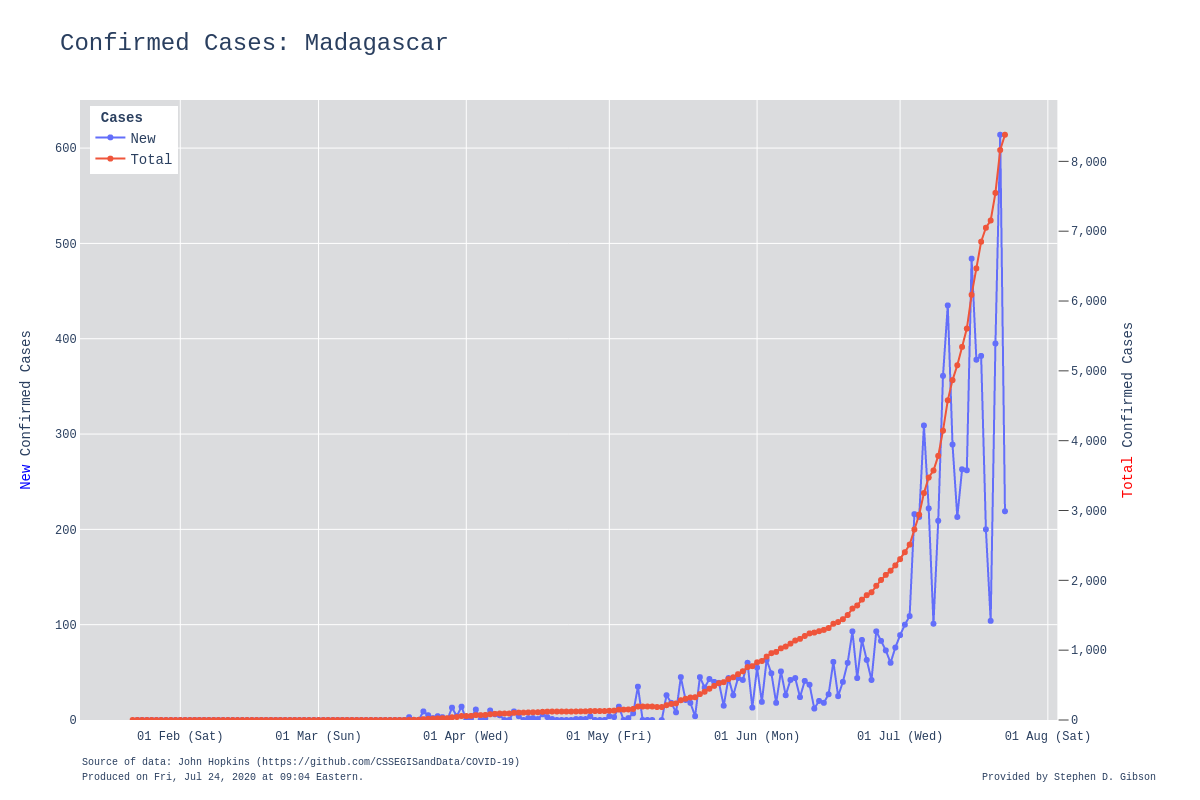 Confirmed Cases: Madagascar
Cases
New
Total
600
500
400
300
200
100
0
New Confirmed Cases
8,000
7,000
6,000
5,000
4,000
3,000
2,000
1,000
0
Total Confirmed Cases
01 Feb (Sat)
01 Mar (Sun)
01 Apr (Wed)
01 May (Fri)
01 Jun (Mon)
01 Jul (Wed)
01 Aug (Sat)
Source of data: John Hopkins (https://github.com/CSSEGISandData/COVID-19)
Produced on Fri, Jul 24, 2020 at 09:04 Eastern.
Provided by Stephen D. Gibson